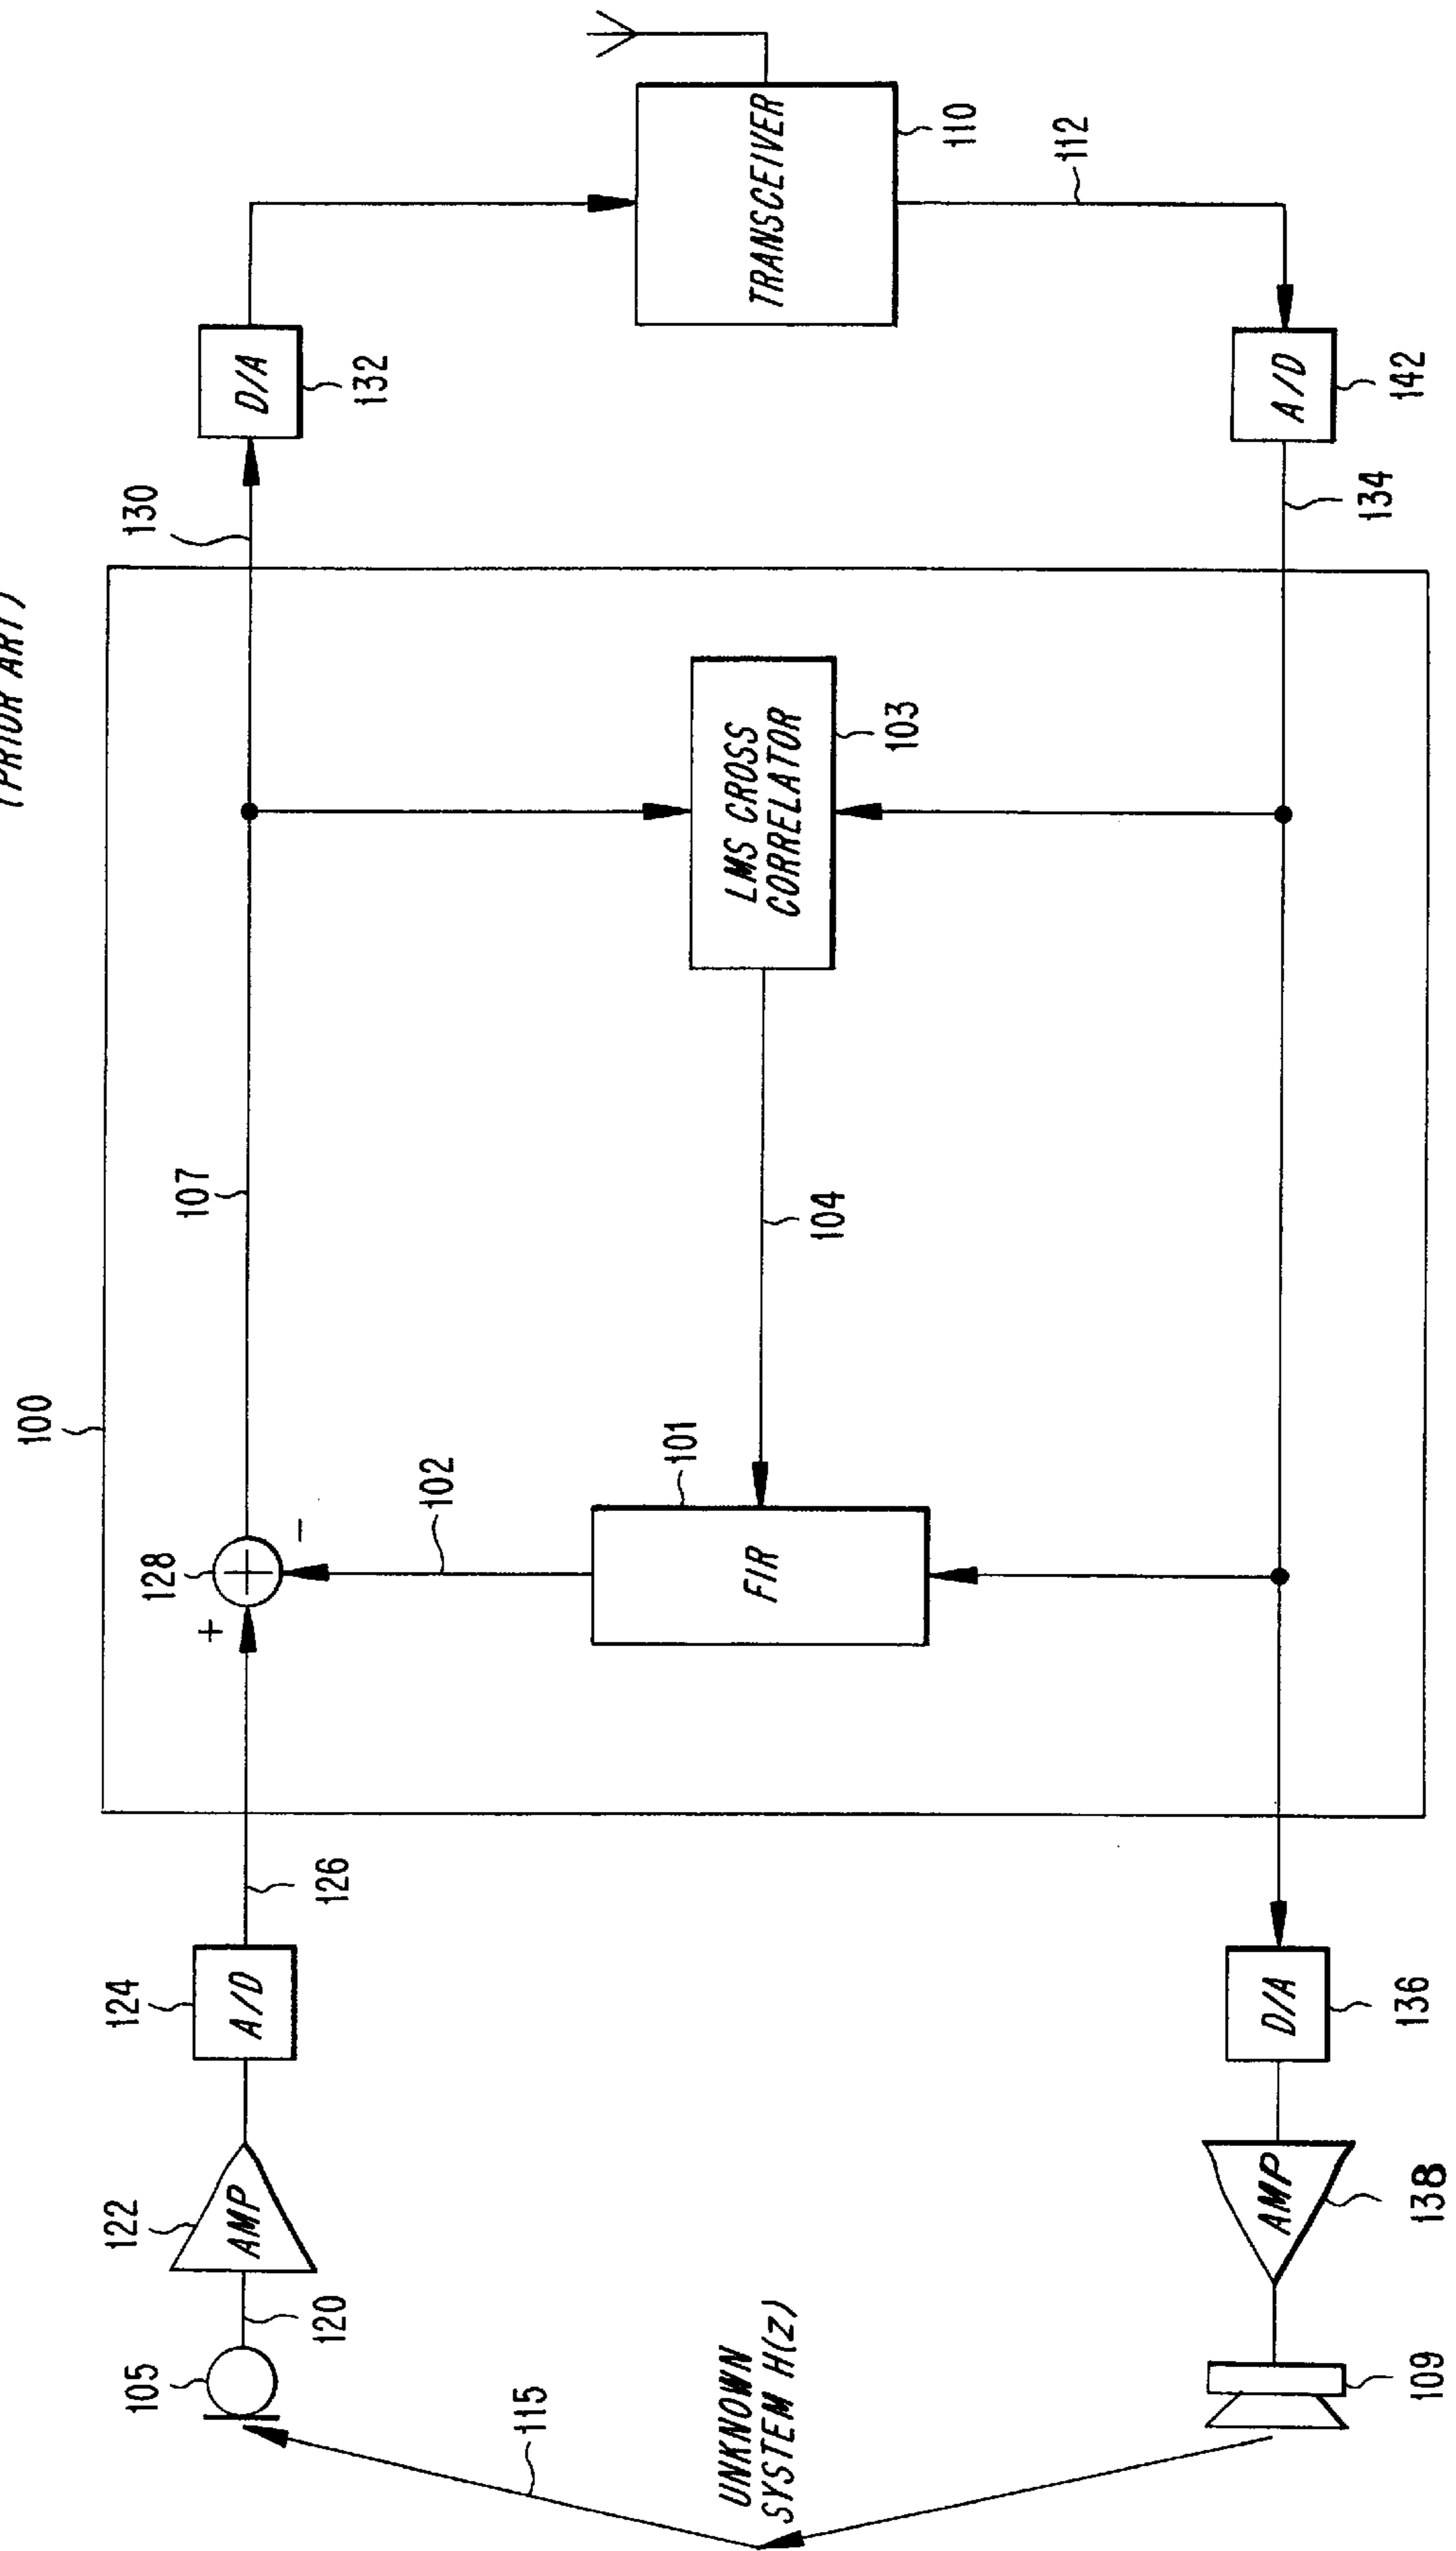 (PRIOR ART)
100
105
120
122
AMP
124
A/D
126
128
+
−
107
130
D/A
132
102
101
FIR
104
LMS CROSS
CORRELATOR
103
TRANSCEIVER
110
112
115
UNKNOWN
SYSTEM H(z)
109
AMP
138
D/A
136
134
A/D
142